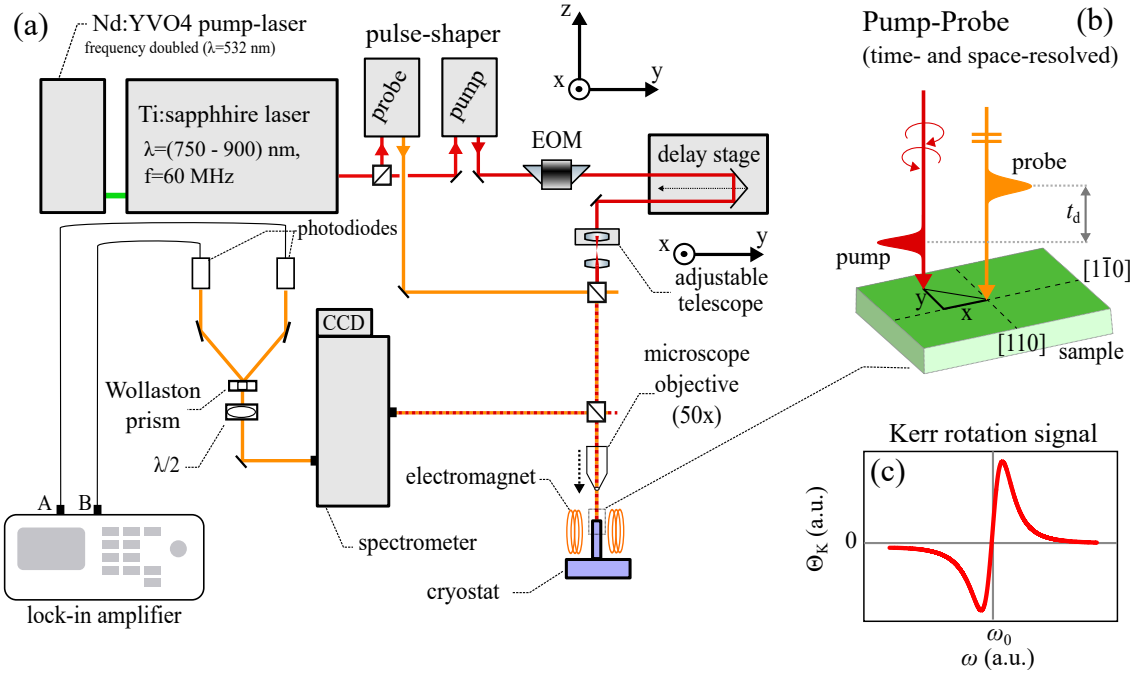 (a)
Nd:YVO4 pump-laser
frequency doubled (λ=532 nm)
Ti:sapphhire laser
λ=(750 - 900) nm,
f=60 MHz
pulse-shaper
probe
pump
z
x
y
EOM
delay stage
x
y
adjustable
telescope
photodiodes
CCD
Wollaston
prism
λ/2
microscope
objective
(50x)
electromagnet
A
B
spectrometer
cryostat
lock-in amplifier
Pump-Probe
(b)
(time- and space-resolved)
probe
t_d
pump
[11̄0]
y
x
[110]
sample
Kerr rotation signal
(c)
Θ_K (a.u.)
0
ω_0
ω (a.u.)